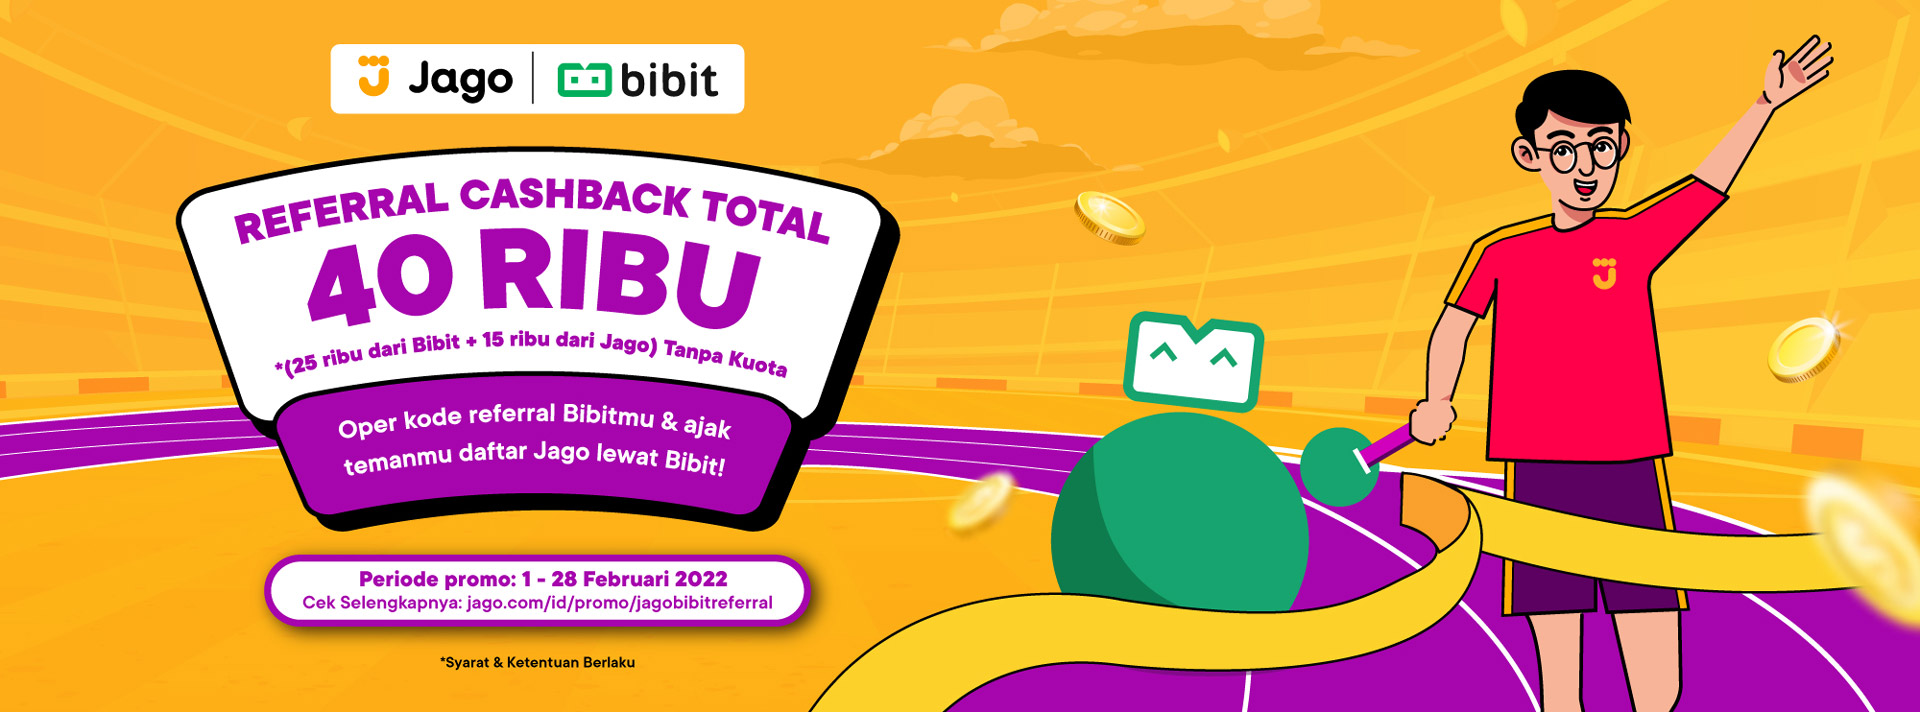 Jago | bibit
REFERRAL CASHBACK TOTAL
40 RIBU
*(25 ribu dari Bibit + 15 ribu dari Jago) Tanpa Kuota
Oper kode referral Bibitmu & ajak
temanmu daftar Jago lewat Bibit!
Periode promo: 1 - 28 Februari 2022
Cek Selengkapnya: jago.com/id/promo/jagobibitreferral
*Syarat & Ketentuan Berlaku